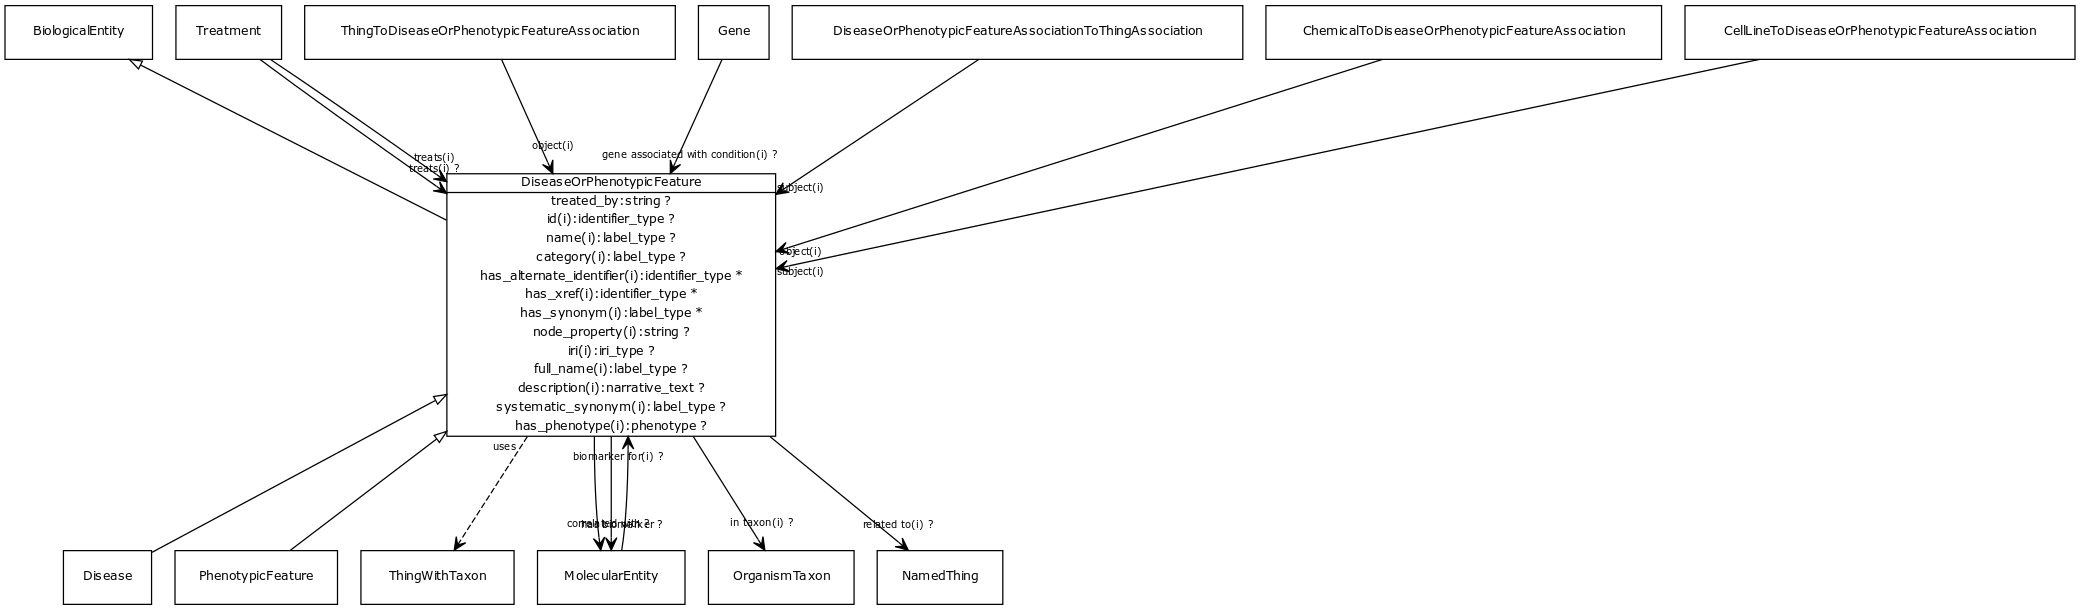 BiologicalEntity
Treatment
ThingToDiseaseOrPhenotypicFeatureAssociation
Gene
DiseaseOrPhenotypicFeatureAssociationToThingAssociation
ChemicalToDiseaseOrPhenotypicFeatureAssociation
CellLineToDiseaseOrPhenotypicFeatureAssociation
object(i)
gene associated with condition(i) ?
treats(i)
treats(i) ?
subject(i)
object(i)
subject(i)
DiseaseOrPhenotypicFeature
treated_by:string ?
id(i):identifier_type ?
name(i):label_type ?
category(i):label_type ?
has_alternate_identifier(i):identifier_type *
has_xref(i):identifier_type *
has_synonym(i):label_type *
node_property(i):string ?
iri(i):iri_type ?
full_name(i):label_type ?
description(i):narrative_text ?
systematic_synonym(i):label_type ?
has_phenotype(i):phenotype ?
uses
biomarker for(i) ?
correlated with ?
has biomarker ?
in taxon(i) ?
related to(i) ?
Disease
PhenotypicFeature
ThingWithTaxon
MolecularEntity
OrganismTaxon
NamedThing